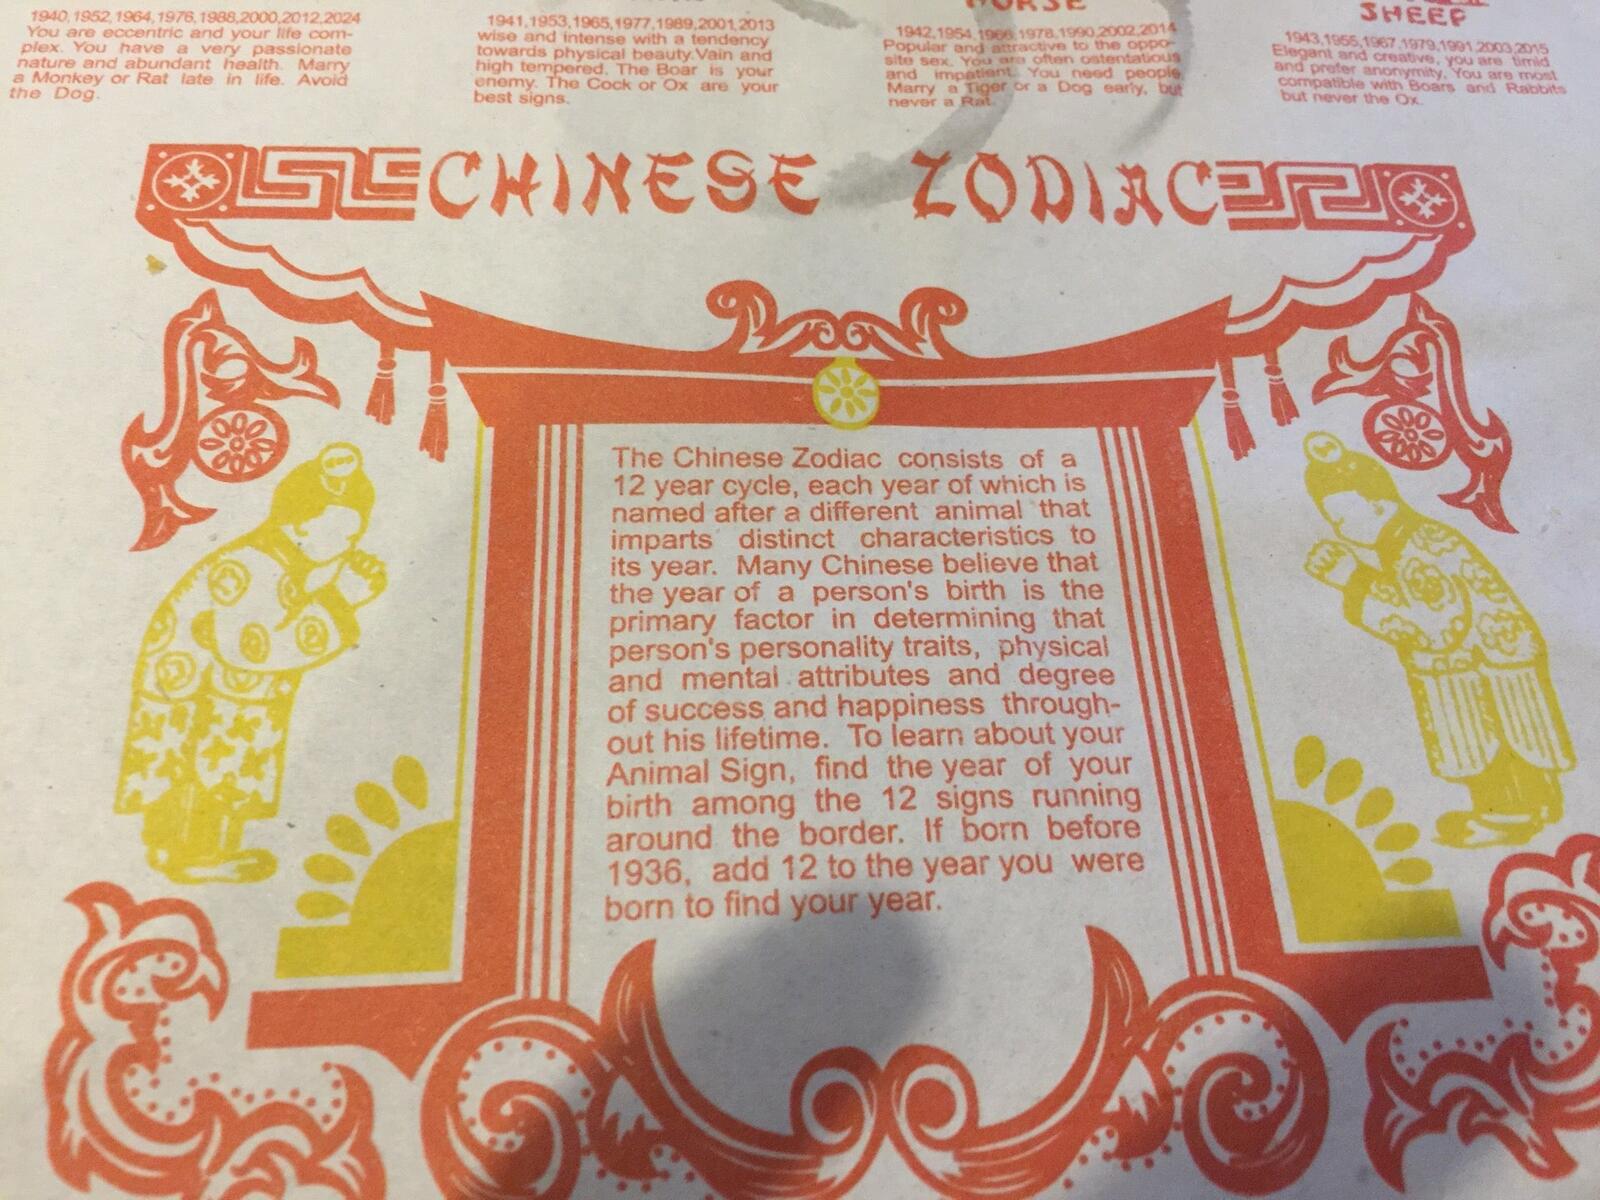 1940,1952,1964,1976,1988,2000,2012,2024
You are eccentric and your life com-
plex. You have a very passionate
nature and abundant health. Marry
a Monkey or Rat late in life. Avoid
the Dog.
1941,1953,1965,1977,1989,2001,2013
wise and intense with a tendency
towards physical beauty.Vain and
high tempered. The Boar is your
enemy. The Cock or Ox are your
best signs.
HORSE
1942,1954,1966,1978,1990,2002,2014
Popular and attractive to the oppo-
site sex. You are often ostentatious
and impatient. You need people.
Marry a Tiger or a Dog early, but
never a Rat.
SHEEP
1943,1955,1967,1979,1991,2003,2015
Elegant and creative, you are timid
and prefer anonymity. You are most
compatible with Boars and Rabbits
but never the Ox.
CHINESE ZODIAC
The Chinese Zodiac consists of a
12 year cycle, each year of which is
named after a different animal that
imparts distinct characteristics to
its year. Many Chinese believe that
the year of a person's birth is the
primary factor in determining that
person's personality traits, physical
and mental attributes and degree
of success and happiness through-
out his lifetime. To learn about your
Animal Sign, find the year of your
birth among the 12 signs running
around the border. If born before
1936, add 12 to the year you were
born to find your year.